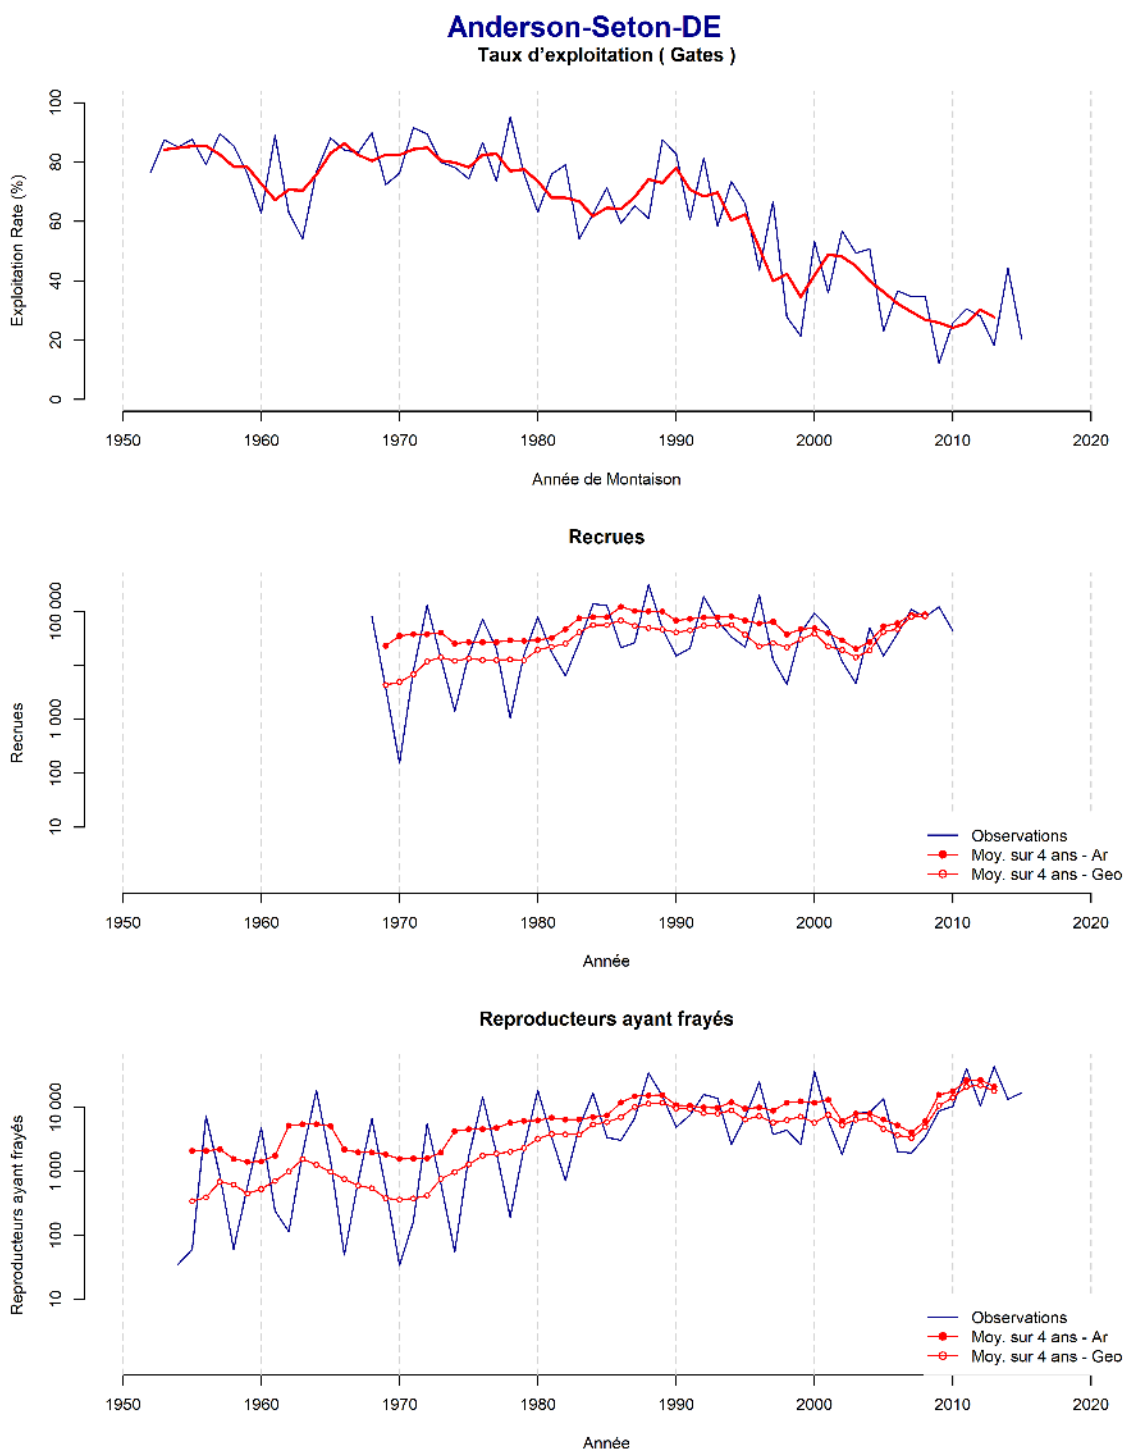 Anderson-Seton-DE
Taux d'exploitation ( Gates )
Exploitation Rate (%)
100
80
60
40
20
0
1950 1960 1970 1980 1990 2000 2010 2020
Année de Montaison
Recrues
Recrues
100 000
1 000
100
10
Observations
Moy. sur 4 ans - Ar
Moy. sur 4 ans - Geo
1950 1960 1970 1980 1990 2000 2010 2020
Année
Reproducteurs ayant frayés
Reproducteurs ayant frayés
10 000
1 000
100
10
Observations
Moy. sur 4 ans - Ar
Moy. sur 4 ans - Geo
1950 1960 1970 1980 1990 2000 2010 2020
Année